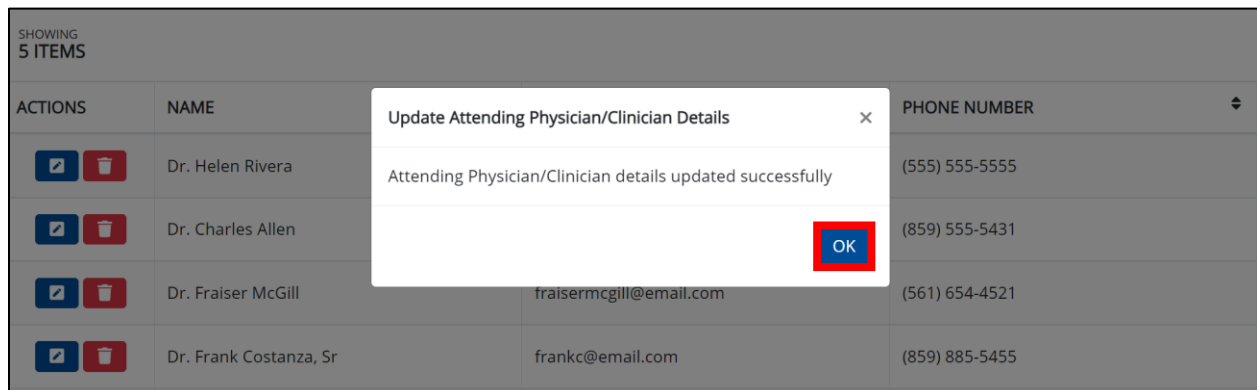 SHOWING
5 ITEMS
ACTIONS NAME PHONE NUMBER
Update Attending Physician/Clinician Details ×
Attending Physician/Clinician details updated successfully
OK
Dr. Helen Rivera (555) 555-5555
Dr. Charles Allen (859) 555-5431
Dr. Fraiser McGill fraisermcgill@email.com (561) 654-4521
Dr. Frank Costanza, Sr frankc@email.com (859) 885-5455